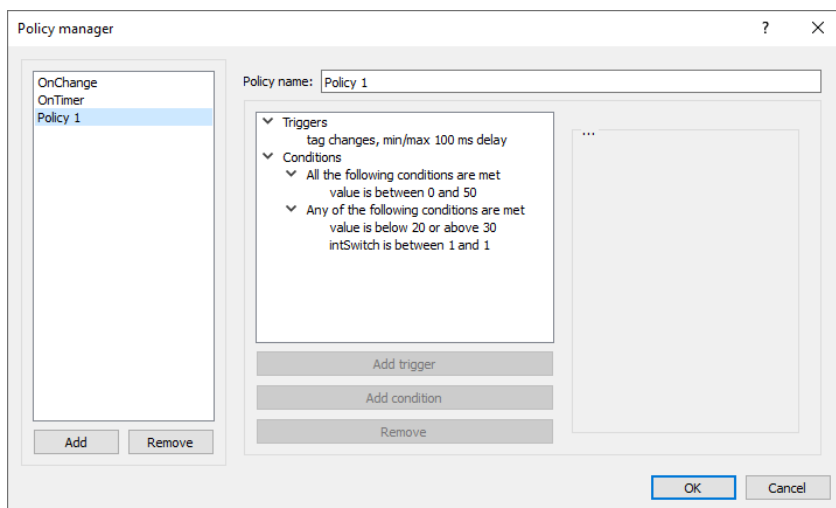 Policy manager
?
OnChange
OnTimer
Policy 1
Add
Remove
Policy name:
Policy 1
Triggers
tag changes, min/max 100 ms delay
Conditions
All the following conditions are met
value is between 0 and 50
Any of the following conditions are met
value is below 20 or above 30
intSwitch is between 1 and 1
Add trigger
Add condition
Remove
...
OK
Cancel